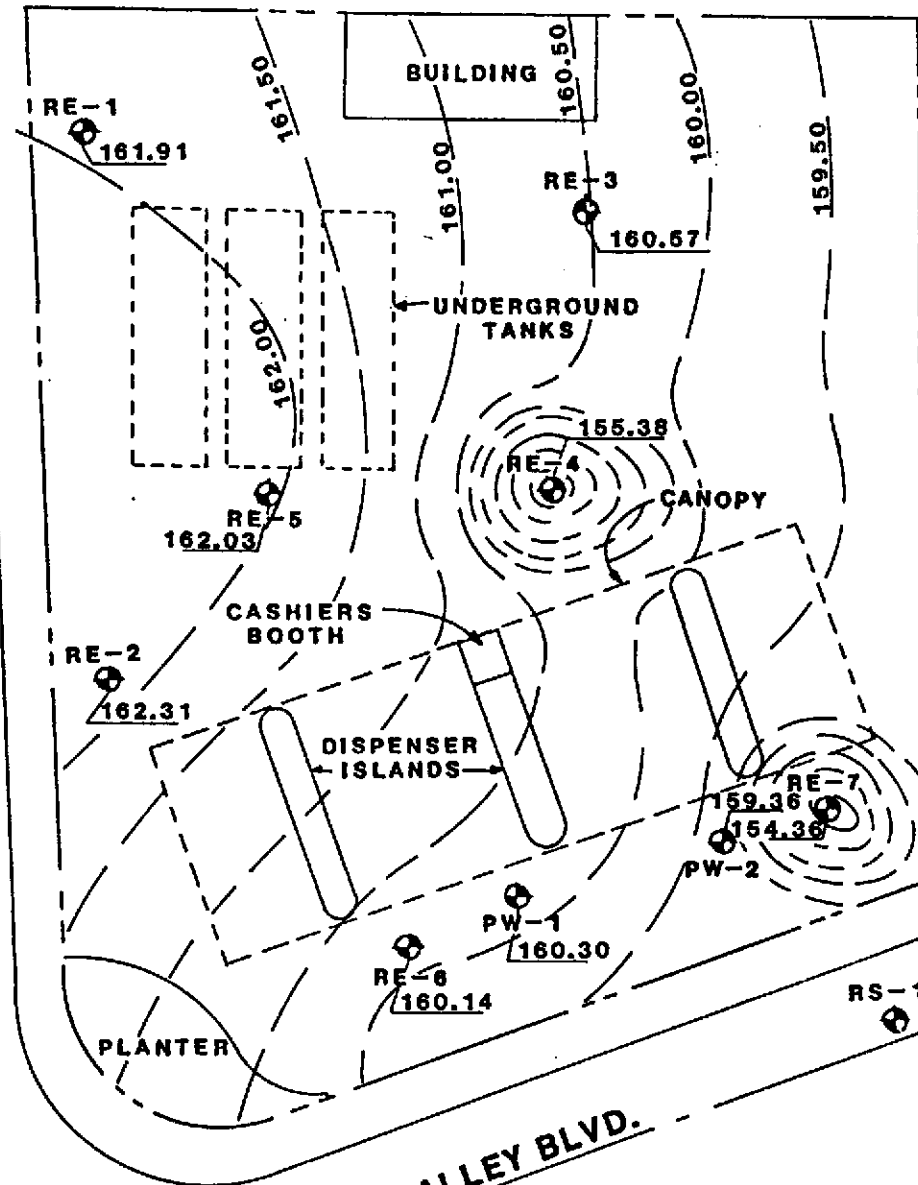 161.50
BUILDING
160.50
160.00
159.50
RE-1
161.91
161.00
RE-3
160.57
UNDERGROUND
TANKS
162.00
155.38
RE-4
CANOPY
RE-5
162.03
CASHIERS
BOOTH
RE-2
162.31
DISPENSER
ISLANDS
RE-7
159.36
154.36
PW-2
PW-1
160.30
RE-6
160.14
RS-1
PLANTER
ALLEY BLVD.